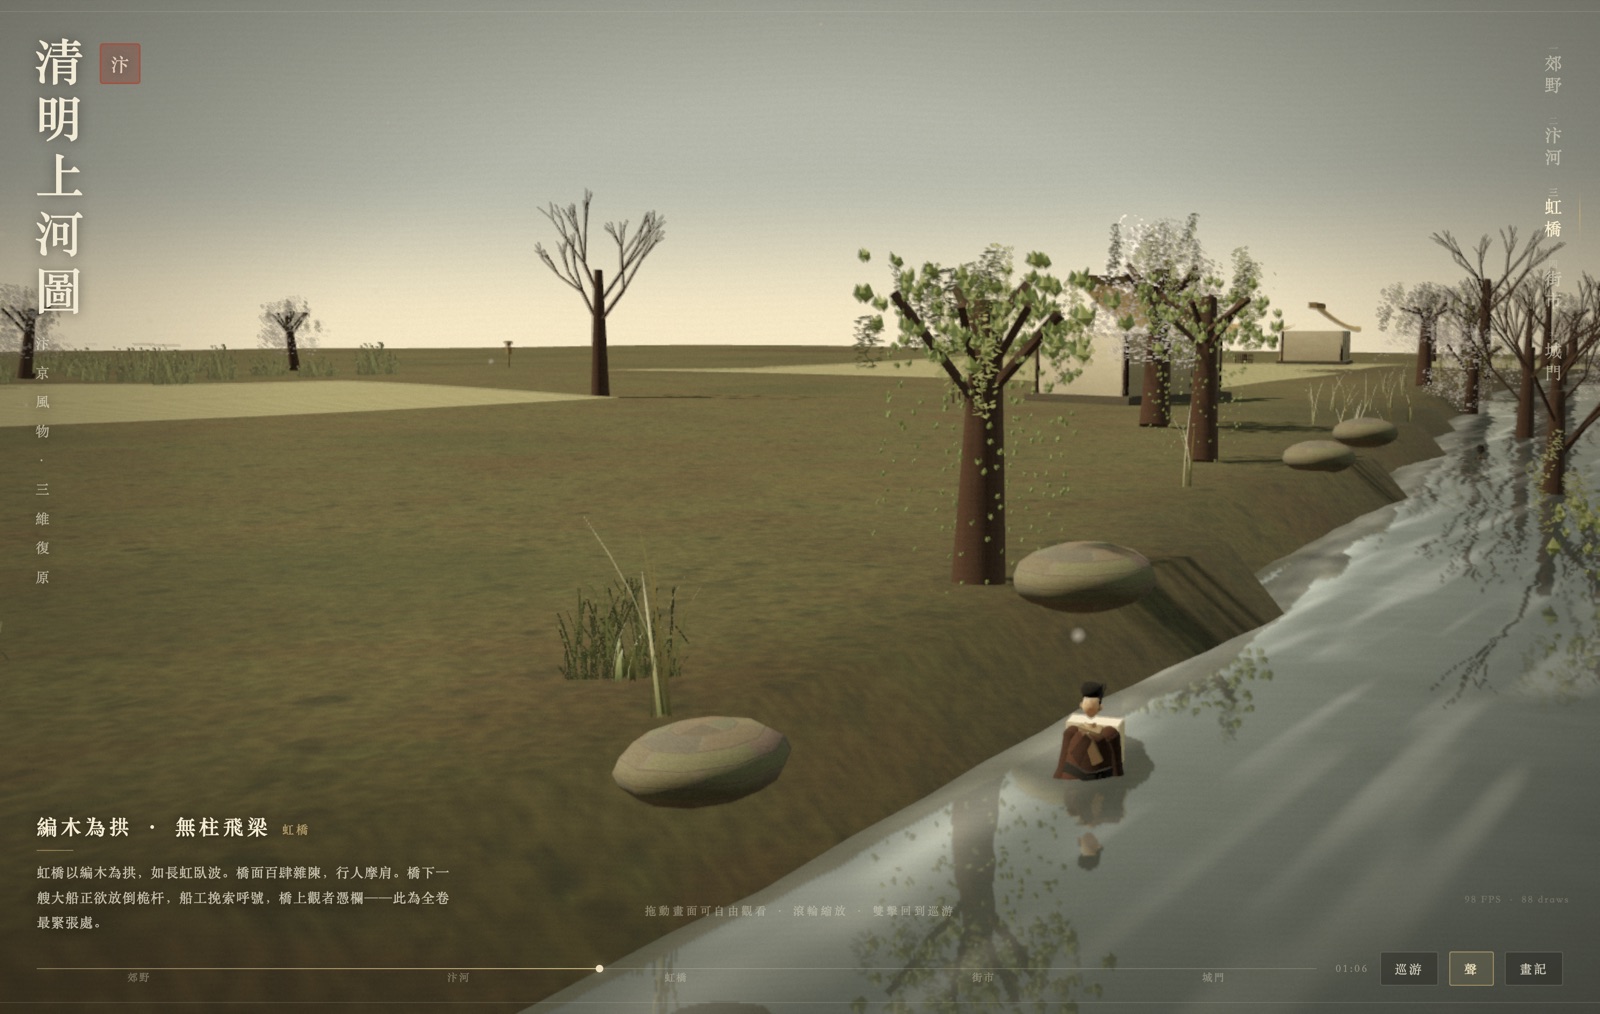 清明上河圖
汴
汴京風物·三維復原
一 郊野
二 汴河
三 虹橋
街市
城門
編木為拱 · 無柱飛梁 虹橋
虹橋以編木為拱，如長虹臥波。橋面百肆雜陳，行人摩肩。橋下一
艘大船正欲放倒桅杆，船工挽索呼號，橋上觀者憑欄——此為全卷
最緊張處。
拖動畫面可自由觀看 · 滾輪縮放 · 雙擊回到巡游
98 FPS · 88 draws
郊野
汴河
虹橋
街市
城門
01:06
巡游
聲
畫記